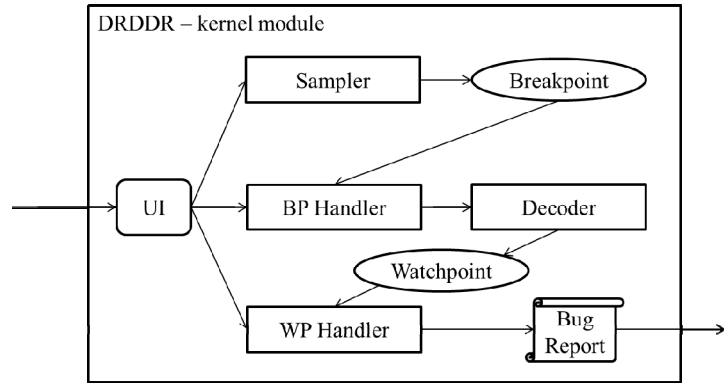 DRDDR – kernel module
Sampler
Breakpoint
UI
BP Handler
Decoder
Watchpoint
WP Handler
Bug
Report